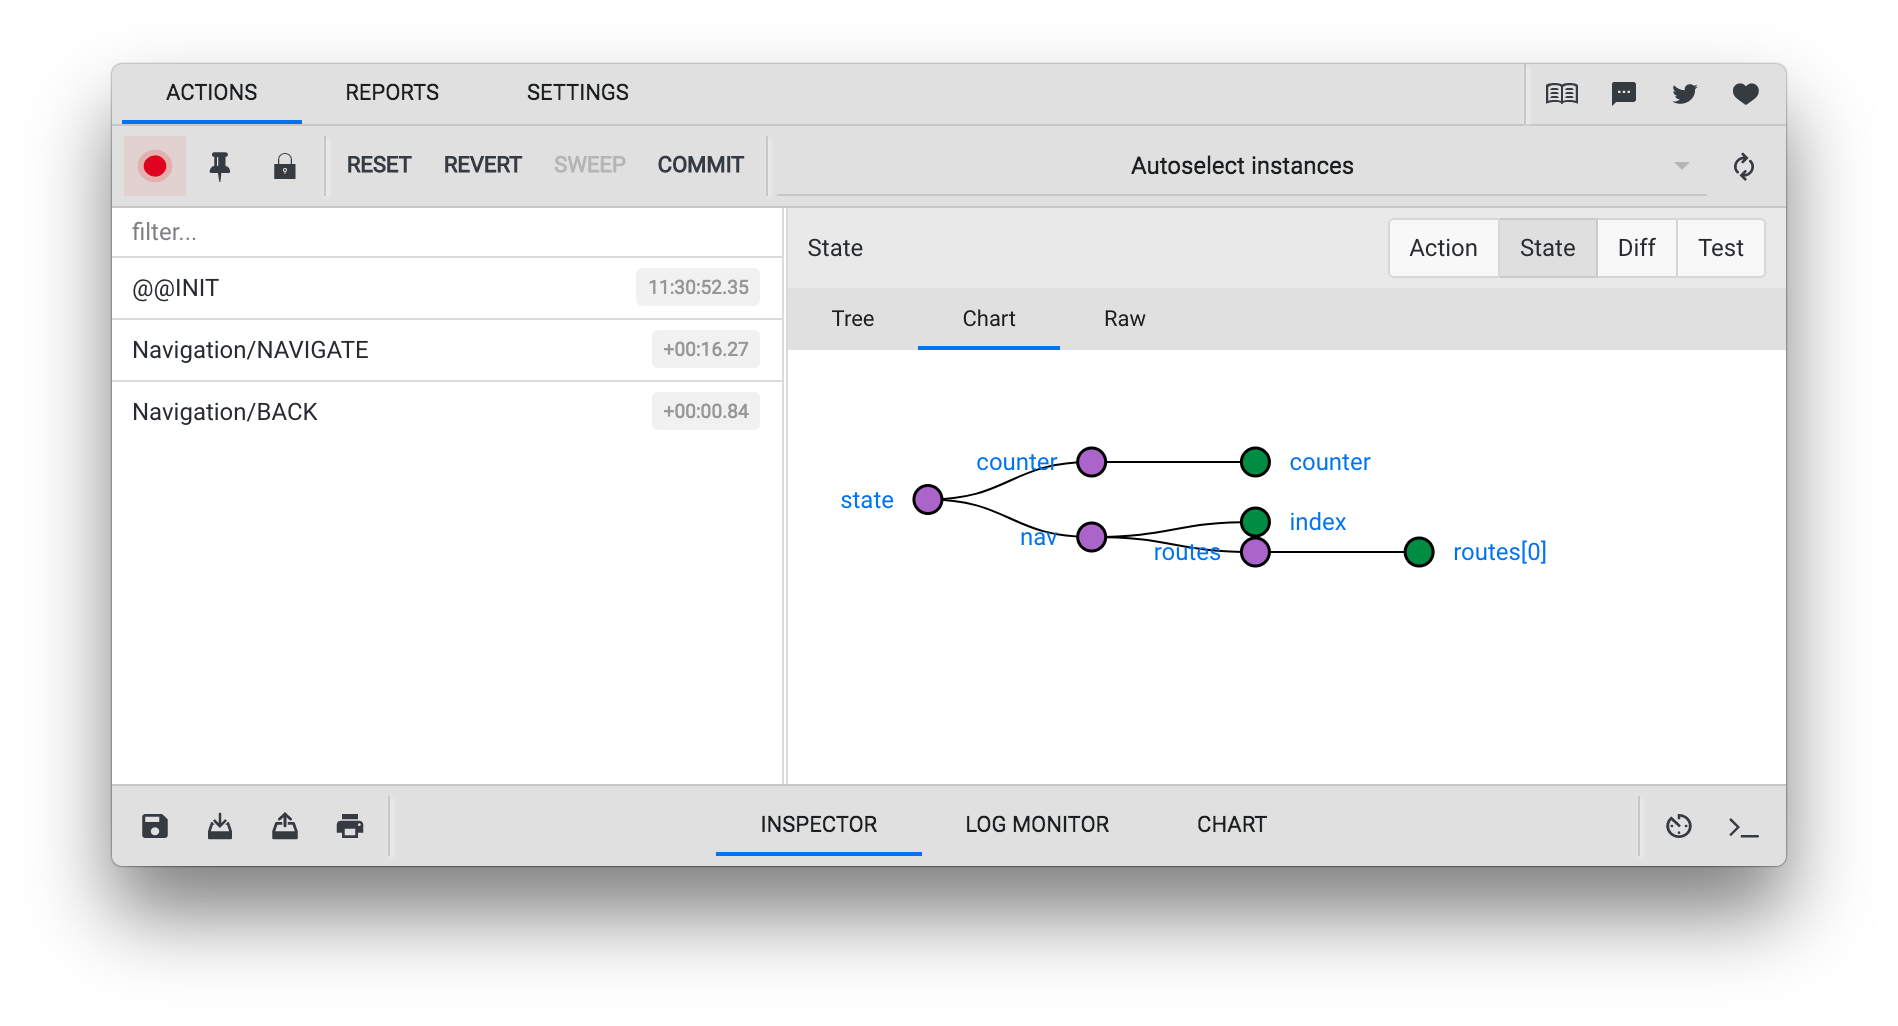 ACTIONS REPORTS SETTINGS
RESET REVERT SWEEP COMMIT Autoselect instances
filter...
@@INIT 11:30:52.35
Navigation/NAVIGATE +00:16.27
Navigation/BACK +00:00.84
State Action State Diff Test
Tree Chart Raw
counter counter
state
index
nav
routes routes[0]
INSPECTOR LOG MONITOR CHART